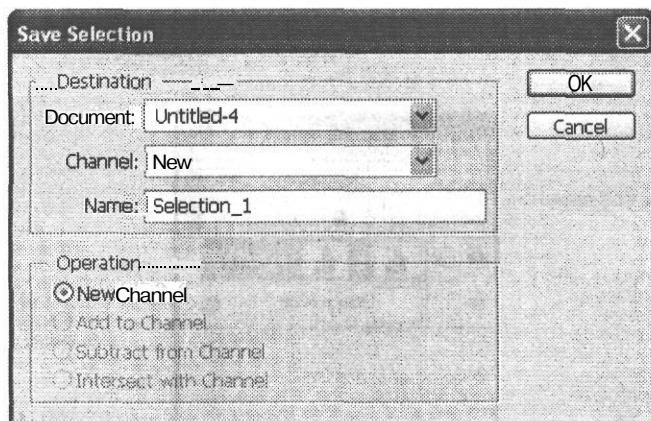 Save Selection
Destination
Document: Untitled-4
Channel: New
Name: Selection_1
OK
Cancel
Operation
New Channel
Add to Channel
Subtract from Channel
Intersect with Channel